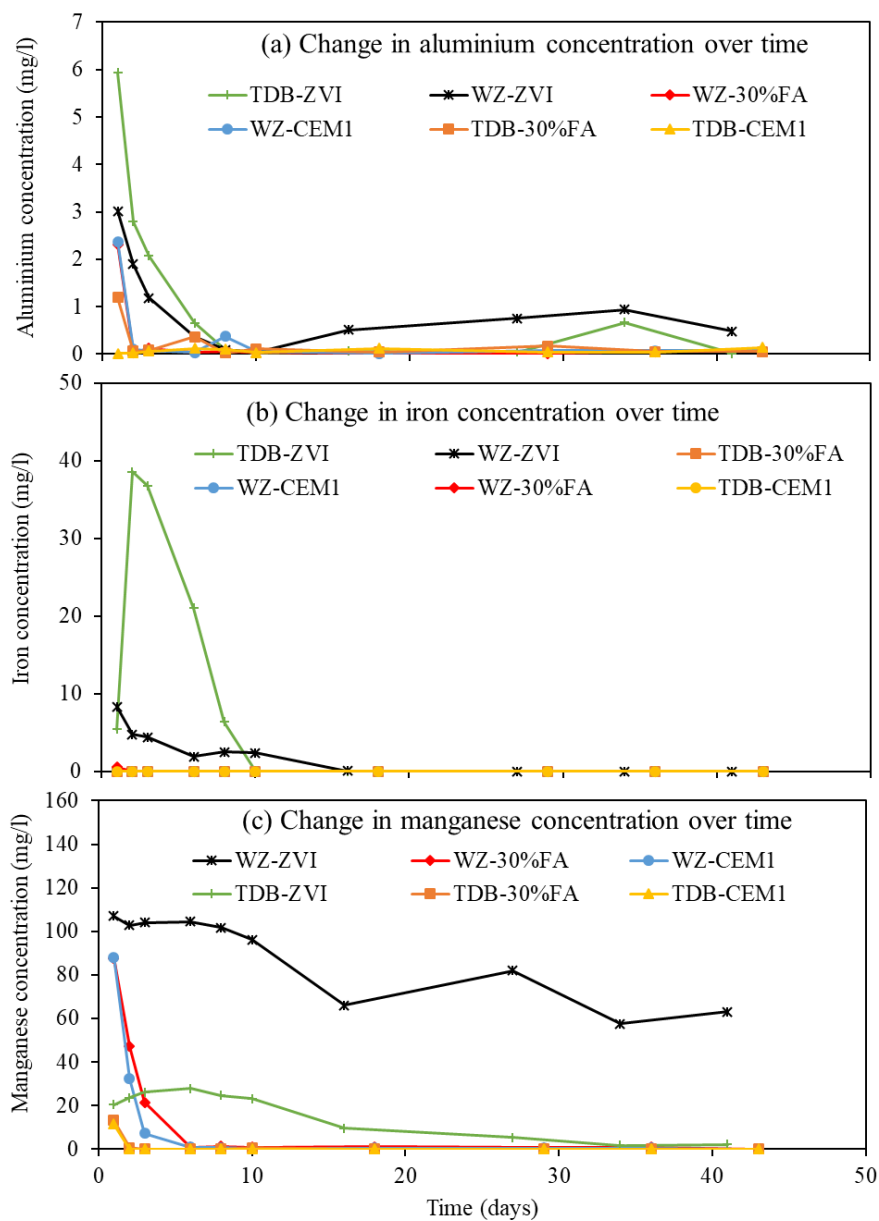 (a) Change in aluminium concentration over time
Aluminium concentration (mg/l)
7
6
5
4
3
2
1
0
TDB-ZVI WZ-ZVI WZ-30%FA
WZ-CEM1 TDB-30%FA TDB-CEM1
(b) Change in iron concentration over time
Iron concentration (mg/l)
50
40
30
20
10
0
TDB-ZVI WZ-ZVI TDB-30%FA
WZ-CEM1 WZ-30%FA TDB-CEM1
(c) Change in manganese concentration over time
Manganese concentration (mg/l)
160
140
120
100
80
60
40
20
0
WZ-ZVI WZ-30%FA WZ-CEM1
TDB-ZVI TDB-30%FA TDB-CEM1
0 10 20 30 40 50
Time (days)